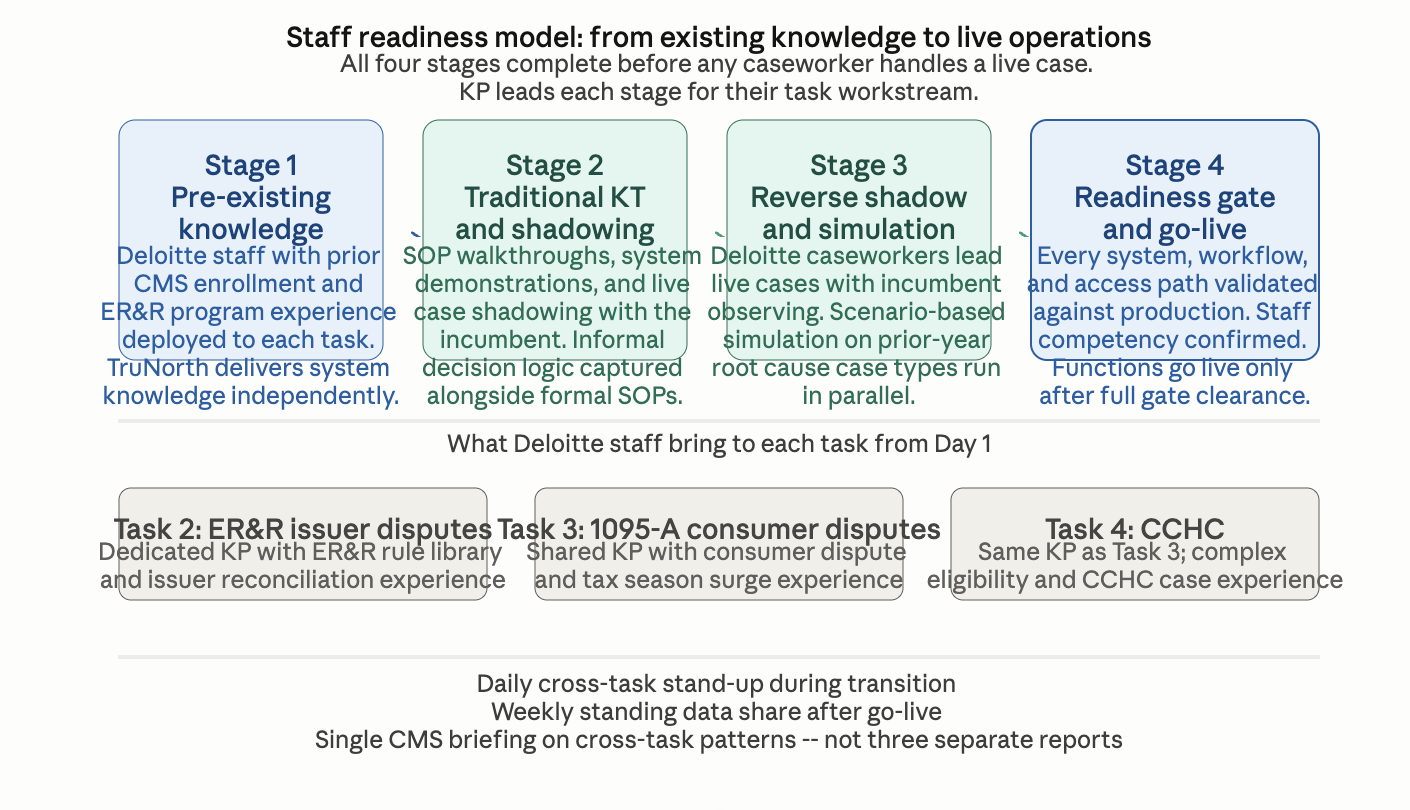 Staff readiness model: from existing knowledge to live operations
All four stages complete before any caseworker handles a live case.
KP leads each stage for their task workstream.
Stage 1
Pre-existing
knowledge
Deloitte staff with prior
CMS enrollment and
ER&R program experience
deployed to each task.
TruNorth delivers system
knowledge independently.
Stage 2
Traditional KT
and shadowing
SOP walkthroughs, system
demonstrations, and live
case shadowing with the
incumbent. Informal
decision logic captured
alongside formal SOPs.
Stage 3
Reverse shadow
and simulation
Deloitte caseworkers lead
live cases with incumbent
observing. Scenario-based
simulation on prior-year
root cause case types run
in parallel.
Stage 4
Readiness gate
and go-live
Every system, workflow,
and access path validated
against production. Staff
competency confirmed.
Functions go live only
after full gate clearance.
What Deloitte staff bring to each task from Day 1
Task 2: ER&R issuer disputes
Dedicated KP with ER&R rule library
and issuer reconciliation experience
Task 3: 1095-A consumer disputes
Shared KP with consumer dispute
and tax season surge experience
Task 4: CCHC
Same KP as Task 3; complex
eligibility and CCHC case experience
Daily cross-task stand-up during transition
Weekly standing data share after go-live
Single CMS briefing on cross-task patterns -- not three separate reports